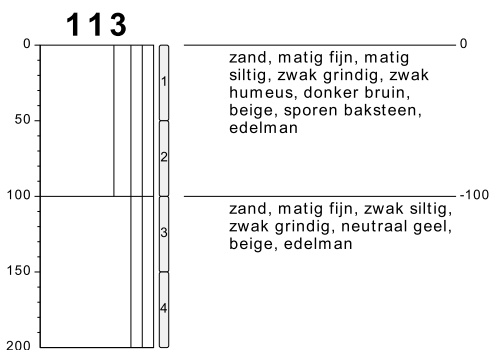 113
0
50
100
150
200
1
2
3
4
0
zand, matig fijn, matig
siltig, zwak grindig, zwak
humeus, donker bruin,
beige, sporen baksteen,
edelman
-100
zand, matig fijn, zwak siltig,
zwak grindig, neutraal geel,
beige, edelman